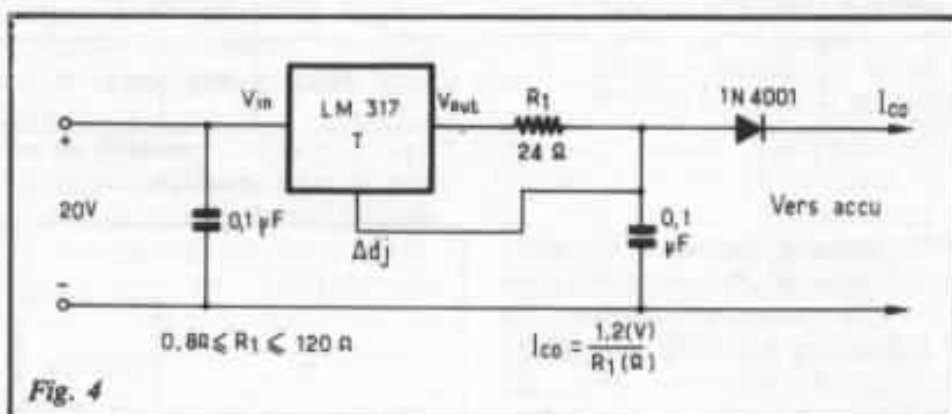 Vin
LM 317
T
Vout
R1
24 Ω
1N 4001
ICO
+
20V
0,1 µF
Δdj
0,1
µF
Vers accu
-
0,8Ω ⩽ R1 ⩽ 120 Ω
ICO = 1,2(V) / R1(Ω)
Fig. 4